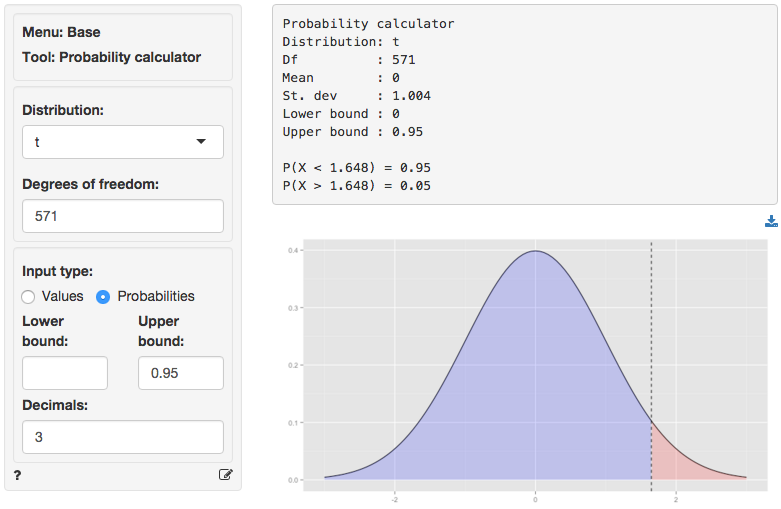 Menu: Base
Tool: Probability calculator
Distribution:
t
Degrees of freedom:
571
Input type:
Values Probabilities
Lower bound: Upper bound:
0.95
Decimals:
3
?
Probability calculator
Distribution: t
Df : 571
Mean : 0
St. dev : 1.004
Lower bound : 0
Upper bound : 0.95
P(X < 1.648) = 0.95
P(X > 1.648) = 0.05
0.4
0.3
0.2
0.1
0.0
-2 0 2